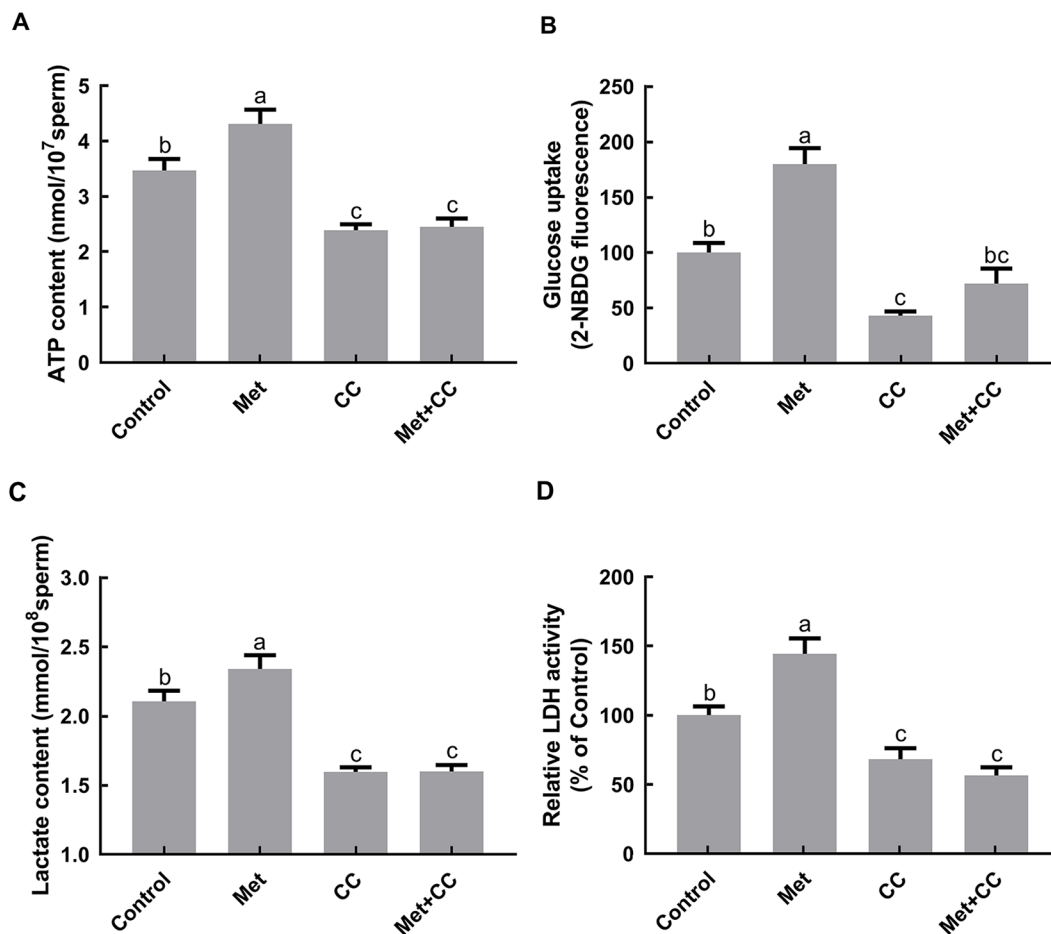 A
ATP content (nmol/10⁷sperm)
5
4
3
2
1
0
b
a
c
c
Control
Met
CC
Met+CC
B
Glucose uptake
(2-NBDG fluorescence)
250
200
150
100
50
0
b
a
c
bc
Control
Met
CC
Met+CC
C
Lactate content (mmol/10⁸sperm)
3.0
2.5
2.0
1.5
1.0
b
a
c
c
Control
Met
CC
Met+CC
D
Relative LDH activity
(% of Control)
200
150
100
50
0
b
a
c
c
Control
Met
CC
Met+CC